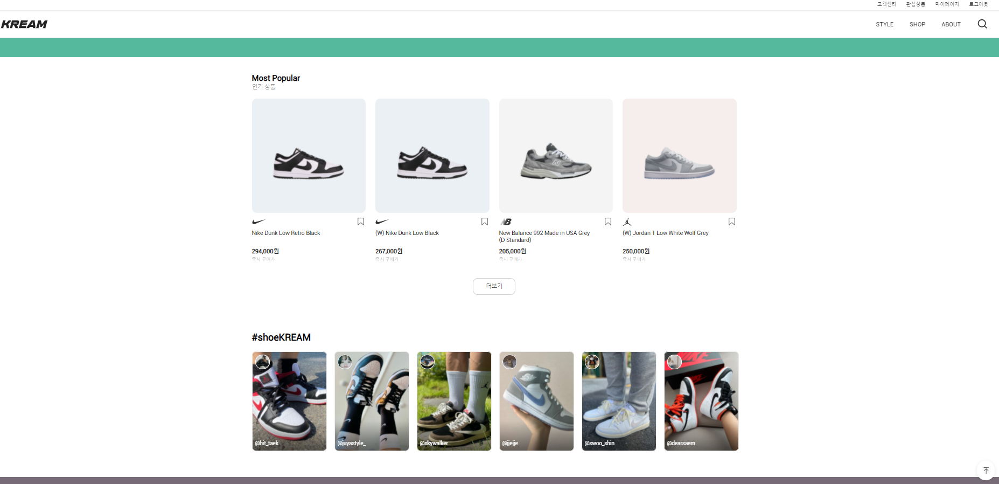 고객센터 관심상품 마이페이지 로그아웃
KREAM STYLE SHOP ABOUT
Most Popular
인기 상품
Nike Dunk Low Retro Black
294,000원
즉시 구매가
(W) Nike Dunk Low Black
267,000원
즉시 구매가
NB
New Balance 992 Made in USA Grey
(D Standard)
205,000원
즉시 구매가
(W) Jordan 1 Low White Wolf Grey
250,000원
즉시 구매가
더보기
#shoeKREAM
@hit_taek
@juyastyle_
@skywalker
@jjejje
@swoo_shin
NIKE
@dearsaem